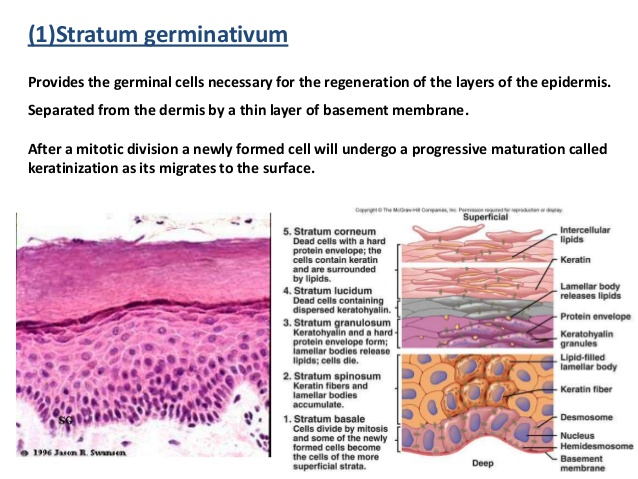 (1)Stratum germinativum
Provides the germinal cells necessary for the regeneration of the layers of the epidermis.
Separated from the dermis by a thin layer of basement membrane.
After a mitotic division a newly formed cell will undergo a progressive maturation called
keratinization as its migrates to the surface.
SG
© 1996 Jason R. Swanson
Copyright © The McGraw-Hill Companies, Inc. Permission required for reproduction or display.
Superficial
5. Stratum corneum
Dead cells with a hard
protein envelope; the
cells contain keratin
and are surrounded
by lipids.
4. Stratum lucidum
Dead cells containing
dispersed keratohyalin.
3. Stratum granulosum
Keratohyalin and a hard
protein envelope form;
lamellar bodies release
lipids; cells die.
2. Stratum spinosum
Keratin fibers and
lamellar bodies
accumulate.
1. Stratum basale
Cells divide by mitosis
and some of the newly
formed cells become
the cells of the more
superficial strata.
Intercellular
lipids
Keratin
Lamellar body
releases lipids
Protein envelope
Keratohyalin
granules
Lipid-filled
lamellar body
Keratin fiber
Desmosome
Nucleus
Hemidesmosome
Basement
membrane
Deep